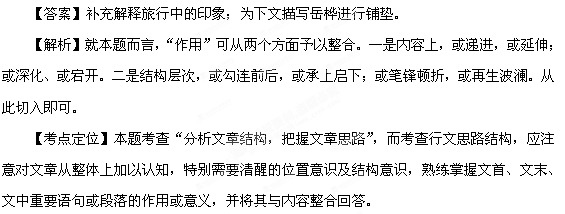 【答案】补充解释旅行中的印象；为下文描写岳桦进行铺垫。
【解析】就本题而言，“作用”可从两个方面予以整合。一是内容上，或递进，或延伸；
或深化、或宕开。二是结构层次，或勾连前后，或承上启下；或笔锋顿折，或再生波澜。从
此切入即可。
【考点定位】本题考查“分析文章结构，把握文章思路”，而考查行文思路结构，应注
意对文章从整体上加以认知，特别需要清醒的位置意识及结构意识，熟练掌握文首、文末、
文中重要语句或段落的作用或意义，并将其与内容整合回答。